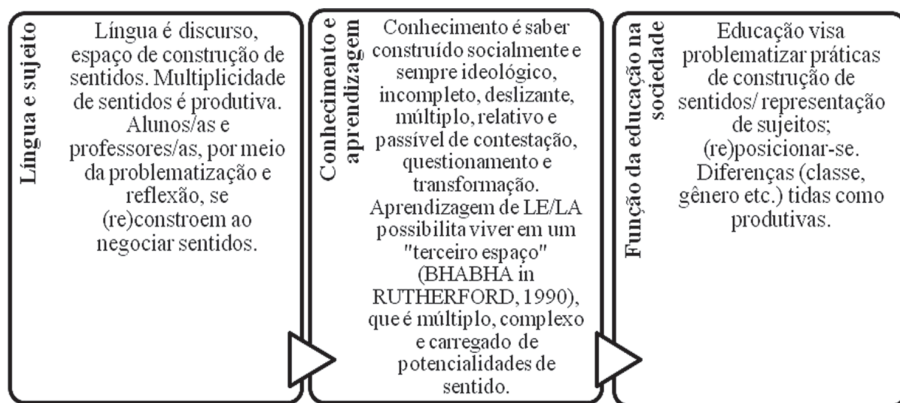 Língua e sujeito
Língua é discurso,
espaço de construção de
sentidos. Multiplicidade
de sentidos é produtiva.
Alunos/as e
professores/as, por meio
da problematização e
reflexão, se
(re)constroem ao
negociar sentidos.
Conhecimento e
aprendizagem
Conhecimento é saber
construído socialmente e
sempre ideológico,
incompleto, deslizante,
múltiplo, relativo e
passível de contestação,
questionamento e
transformação.
Aprendizagem de LE/LA
possibilita viver em um
"terceiro espaço"
(BHABHA in
RUTHERFORD, 1990),
que é múltiplo, complexo
e carregado de
potencialidades de
sentido.
Função da educação na
sociedade
Educação visa
problematizar práticas
de construção de
sentidos/ representação
de sujeitos;
(re)posicionar-se.
Diferenças (classe,
gênero etc.) tidas como
produtivas.